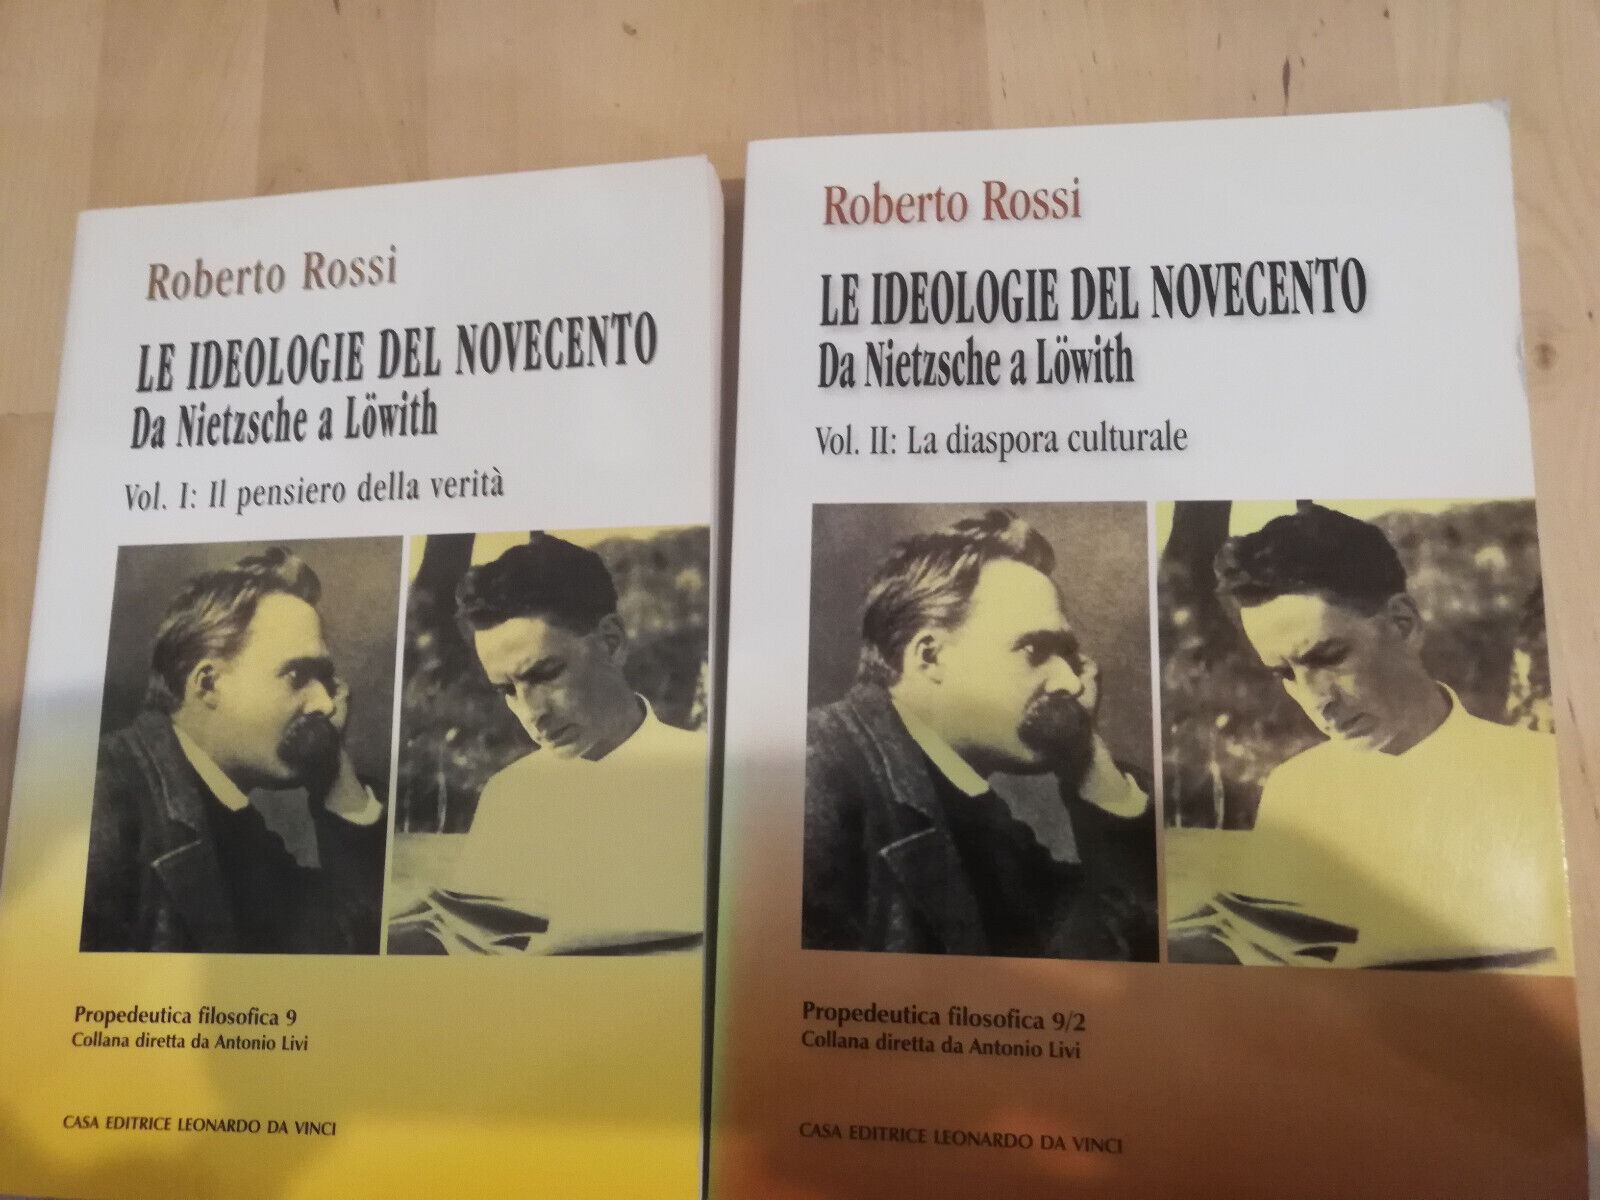 Roberto Rossi
LE IDEOLOGIE DEL NOVECENTO
Da Nietzsche a Löwith
Vol. I: Il pensiero della verità
Propedeutica filosofica 9
Collana diretta da Antonio Livi
CASA EDITRICE LEONARDO DA VINCI
Roberto Rossi
LE IDEOLOGIE DEL NOVECENTO
Da Nietzsche a Löwith
Vol. II: La diaspora culturale
Propedeutica filosofica 9/2
Collana diretta da Antonio Livi
CASA EDITRICE LEONARDO DA VINCI